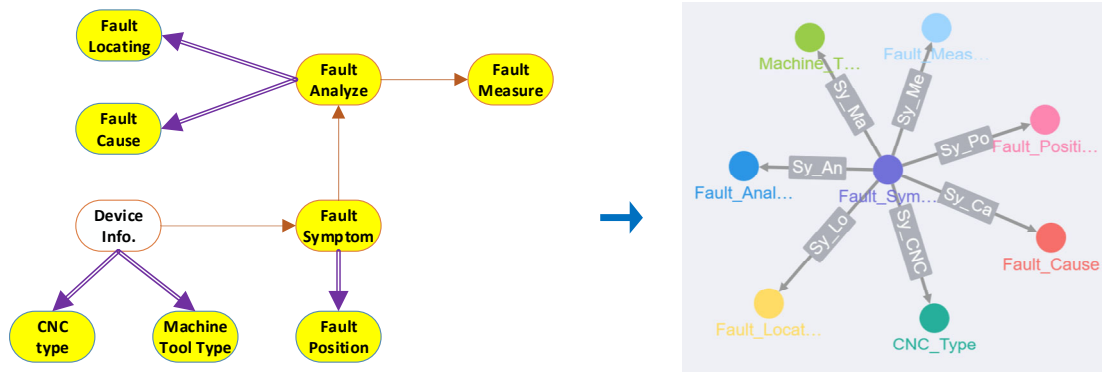 Fault
Locating
Fault
Cause
Fault
Analyze
Fault
Measure
Device
Info.
Fault
Symptom
CNC
type
Machine
Tool Type
Fault
Position
Machine_T...
Fault_Meas...
Sy_Ma
Sy_Me
Sy_Po
Fault_Positi...
Sy_An
Fault_Anal...
Fault_Sym...
Sy_Ca
Sy_Lo
Sy_CNC
Fault_Cause
Fault_Locat...
CNC_Type